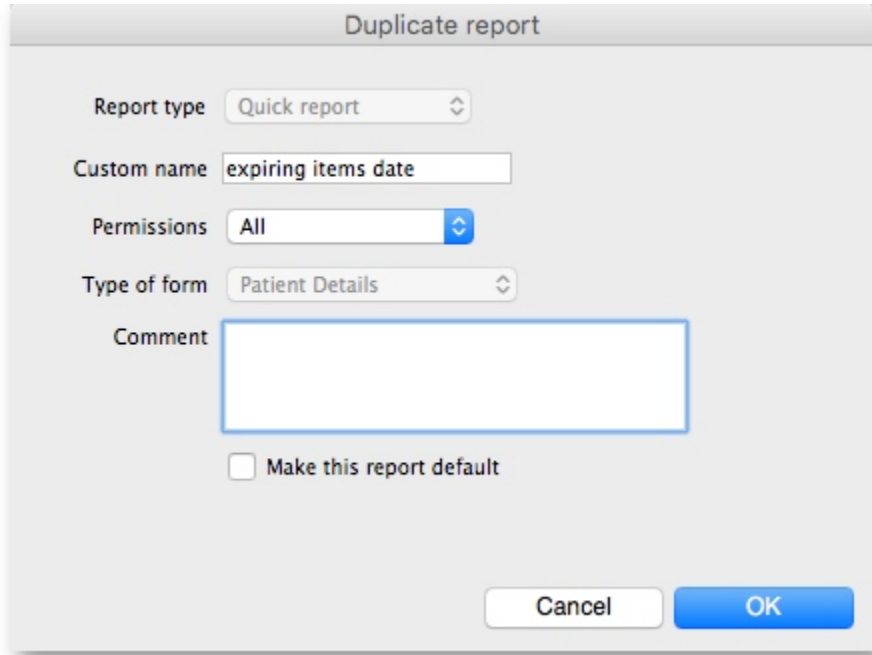 Duplicate report
Report type Quick report
Custom name expiring items date
Permissions All
Type of form Patient Details
Comment
Make this report default
Cancel OK